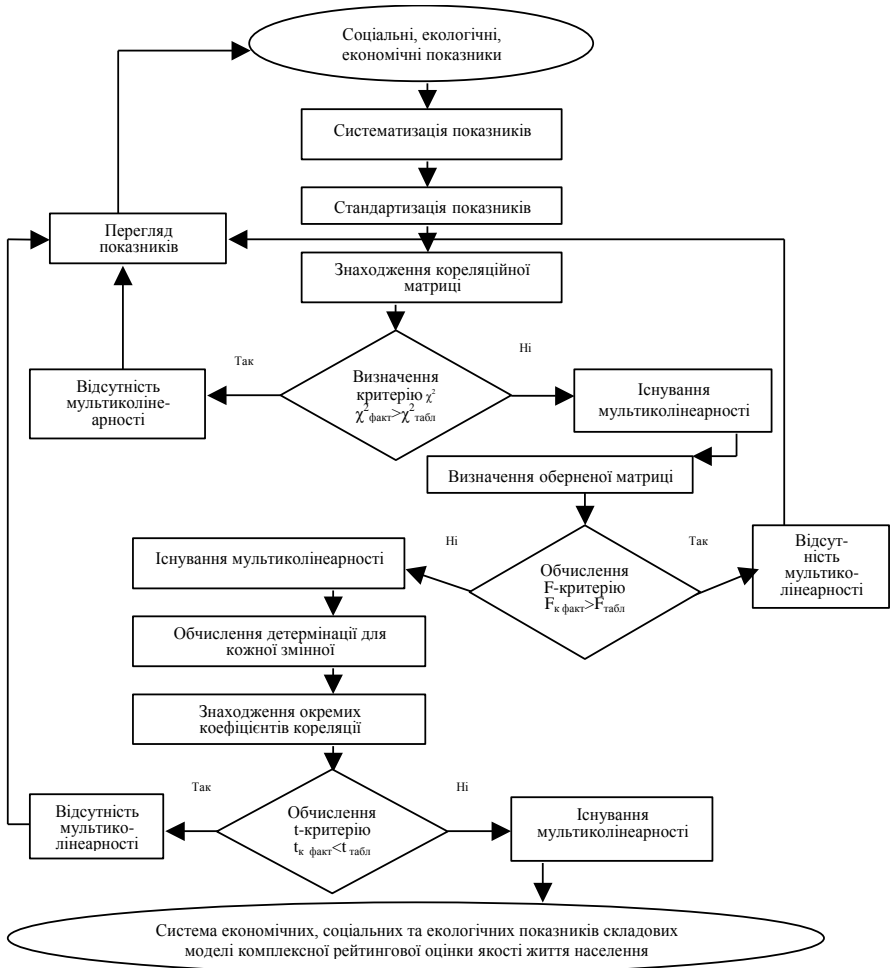 Соціальні, екологічні,
економічні показники
Систематизація показників
Стандартизація показників
Перегляд
показників
Знаходження кореляційної
матриці
Так
Ні
Відсутність
мультиколіне-
арності
Визначення
критерію χ²
χ²факт>χ²табл
Існування
мультиколінеарності
Визначення оберненої матриці
Існування мультиколінеарності
Ні
Так
Обчислення
F-критерію
Fк факт>Fтабл
Відсут-
ність
мультико-
лінеарності
Обчислення детермінації для
кожної змінної
Знаходження окремих
коефіцієнтів кореляції
Так
Ні
Відсутність
мультико-
лінеарності
Обчислення
t-критерію
tк факт<t табл
Існування
мультиколінеарності
Система економічних, соціальних та екологічних показників складових
моделі комплексної рейтингової оцінки якості життя населення